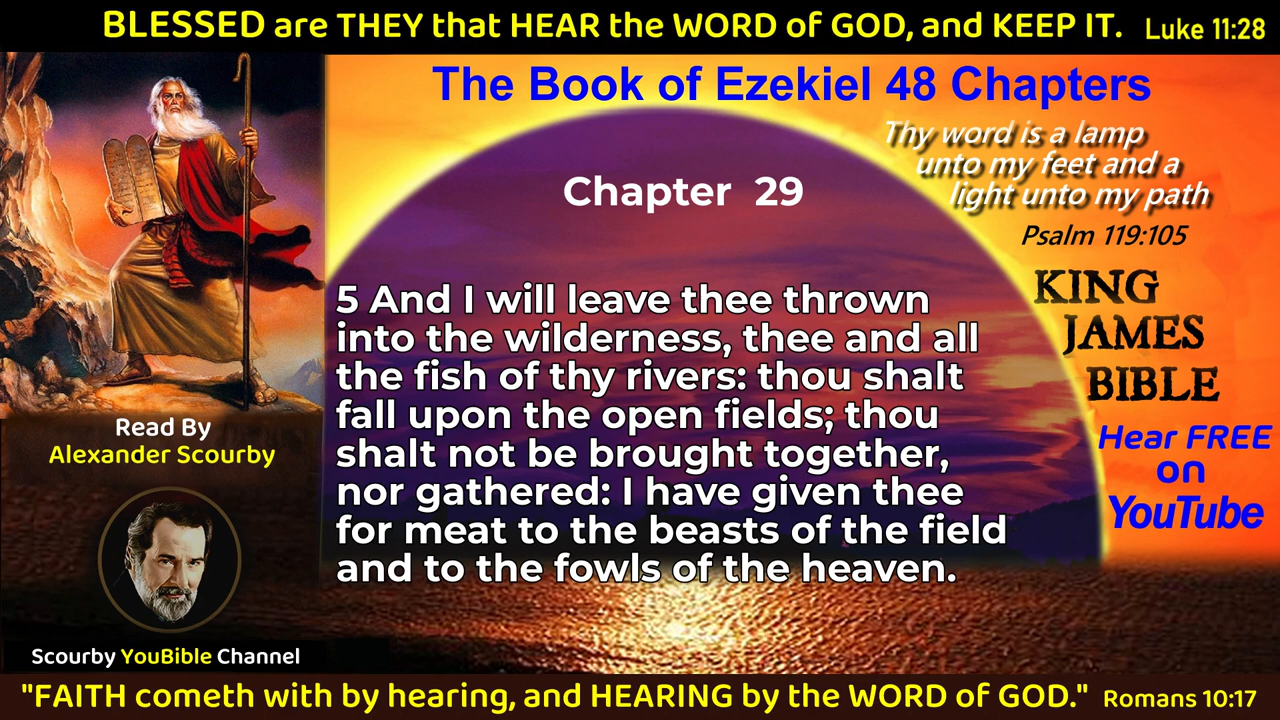 BLESSED are THEY that HEAR the WORD of GOD, and KEEP IT. Luke 11:28
The Book of Ezekiel 48 Chapters
Thy word is a lamp
unto my feet and a
light unto my path
Psalm 119:105
Chapter 29
KING
JAMES
BIBLE
5 And I will leave thee thrown
into the wilderness, thee and all
the fish of thy rivers: thou shalt
fall upon the open fields; thou
shalt not be brought together,
nor gathered: I have given thee
for meat to the beasts of the field
and to the fowls of the heaven.
Hear FREE
on
YouTube
Read By
Alexander Scourby
Scourby YouBible Channel
"FAITH cometh with by hearing, and HEARING by the WORD of GOD." Romans 10:17